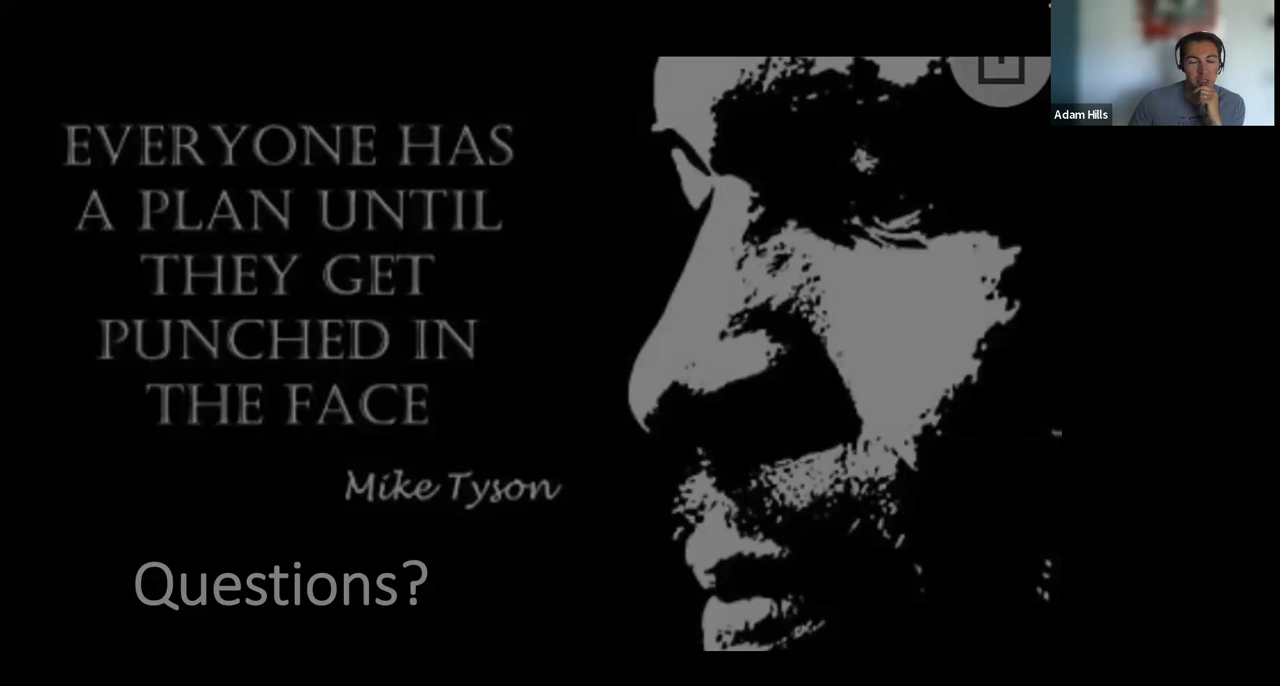 EVERYONE HAS
A PLAN UNTIL
THEY GET
PUNCHED IN
THE FACE
Mike Tyson
Questions?
Adam Hills